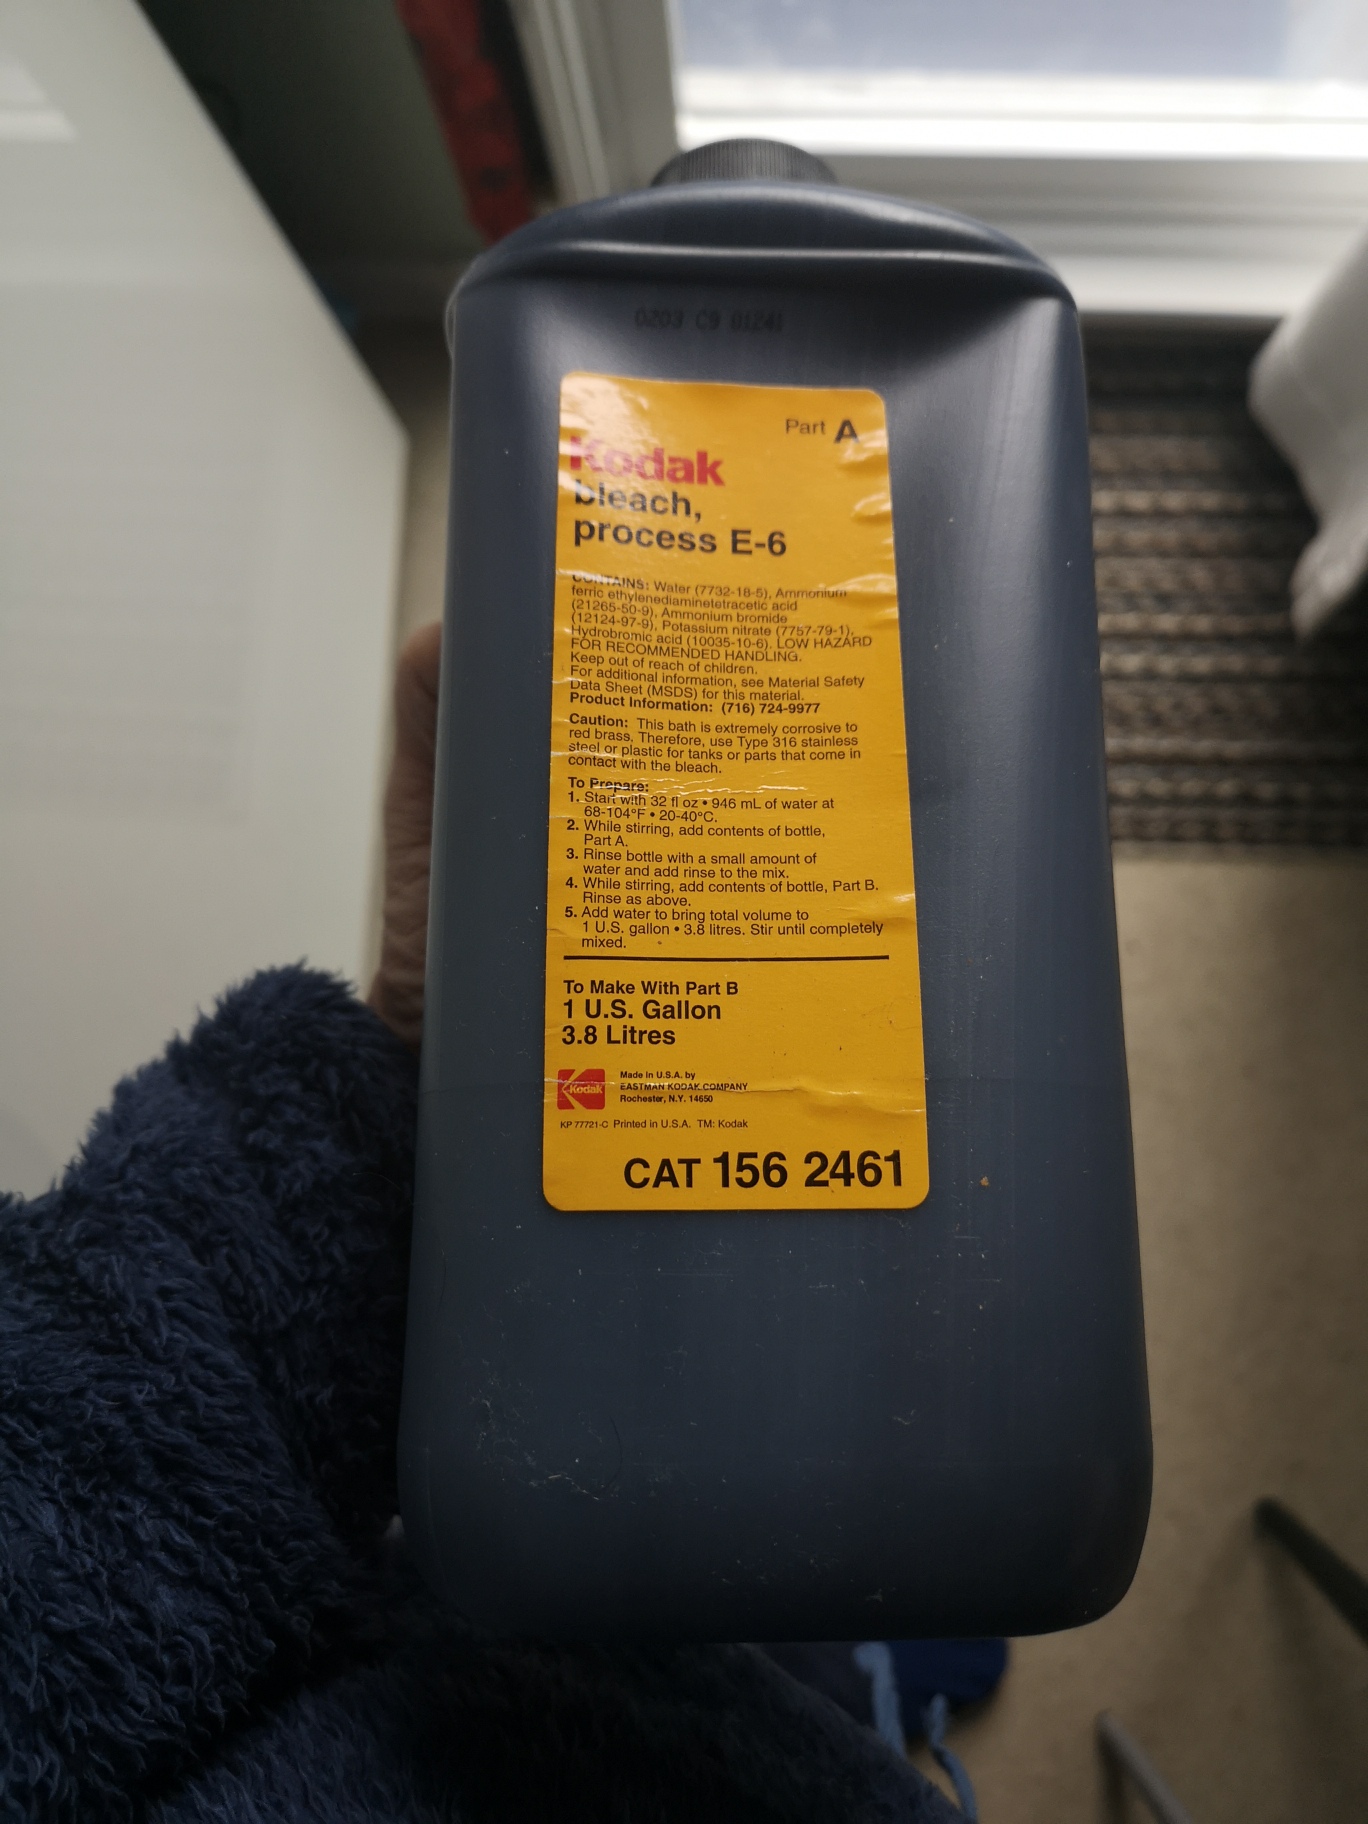 0203 C9 01241
Part A
Kodak
bleach,
process E-6
CONTAINS: Water (7732-18-5), Ammonium
ferric ethylenediaminetetracetic acid
(21265-50-9), Ammonium bromide
(12124-97-9), Potassium nitrate (7757-79-1),
Hydrobromic acid (10035-10-6). LOW HAZARD
FOR RECOMMENDED HANDLING.
Keep out of reach of children.
For additional information, see Material Safety
Data Sheet (MSDS) for this material.
Product Information: (716) 724-9977
Caution: This bath is extremely corrosive to
red brass. Therefore, use Type 316 stainless
steel or plastic for tanks or parts that come in
contact with the bleach.
To Prepare:
1. Start with 32 fl oz • 946 mL of water at
68-104°F • 20-40°C.
2. While stirring, add contents of bottle,
Part A.
3. Rinse bottle with a small amount of
water and add rinse to the mix.
4. While stirring, add contents of bottle, Part B.
Rinse as above.
5. Add water to bring total volume to
1 U.S. gallon • 3.8 litres. Stir until completely
mixed.
To Make With Part B
1 U.S. Gallon
3.8 Litres
Kodak
Made in U.S.A. by
EASTMAN KODAK COMPANY
Rochester, N.Y. 14650
KP 77721-C Printed in U.S.A. TM: Kodak
CAT 156 2461